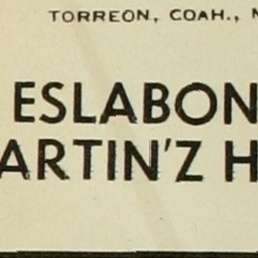 TORREON, COAH., M
ESLABON
ARTIN'Z H